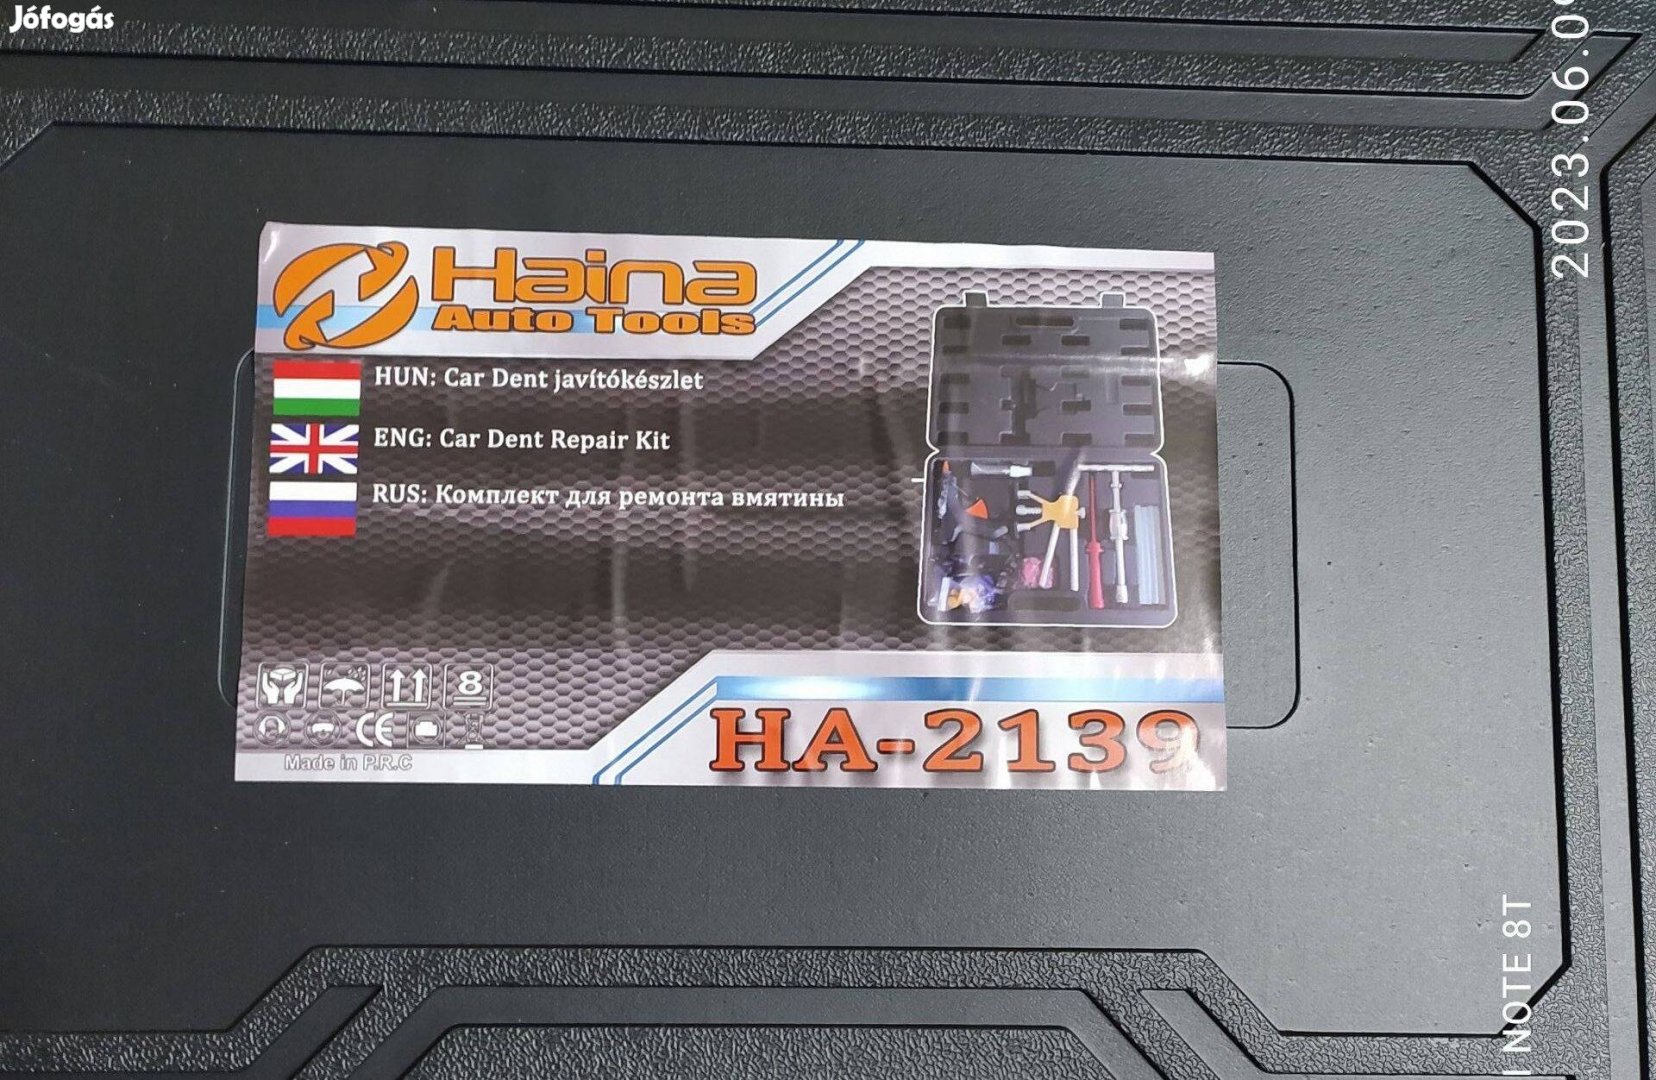 Jófogás
Haina
Auto Tools
HUN: Car Dent javítókészlet
ENG: Car Dent Repair Kit
RUS: Комплект для ремонта вмятины
8
CE
Made in P.R.C
HA-2139
2023.06.0
NOTE 8T